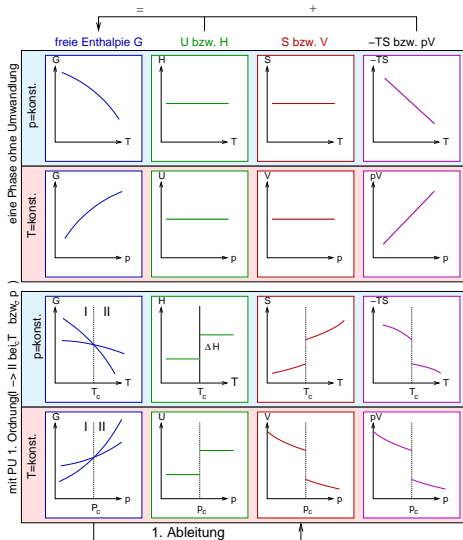 = +
freie Enthalpie G U bzw. H S bzw. V −TS bzw. pV
eine Phase ohne Umwandlung
p=konst.
G T
H T
S T
−TS T
T=konst.
G p
U p
V p
pV p
mit PU 1. Ordnung(I −> II bei T_c bzw. p_c)
p=konst.
G I II T_c T
H ΔH T_c T
S T_c T
−TS T_c T
T=konst.
G I II P_c p
U p_c p
V p_c p
pV p_c p
1. Ableitung